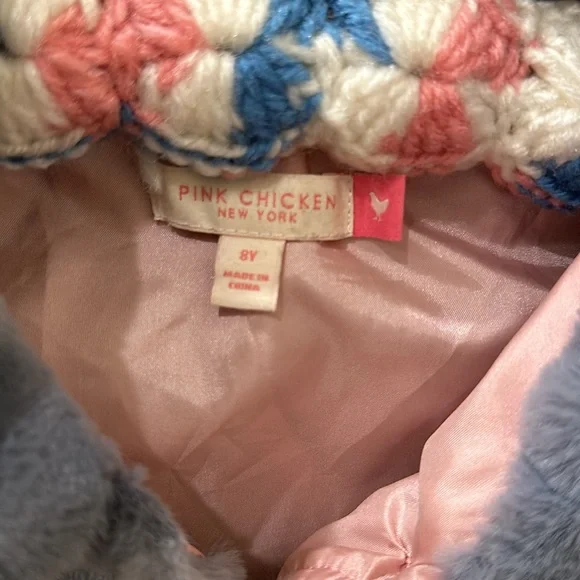 PINK CHICKEN
NEW YORK
8Y
MADE IN
CHINA